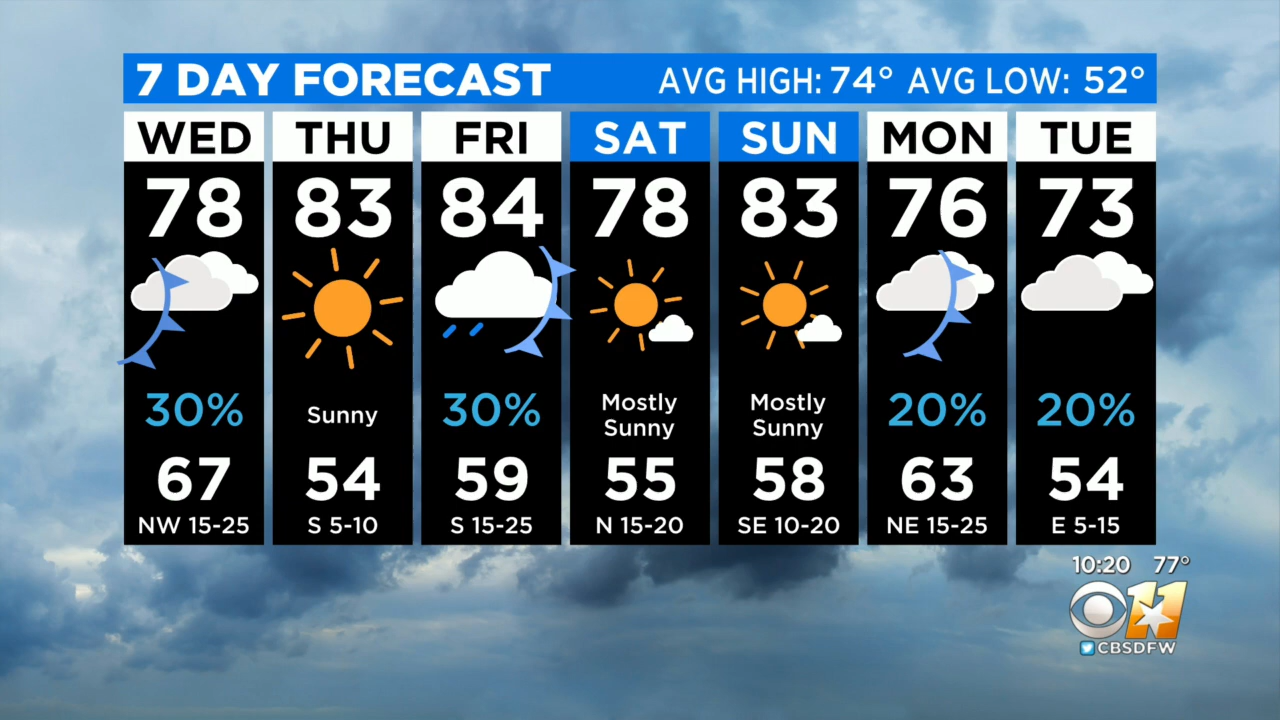 7 DAY FORECAST AVG HIGH: 74° AVG LOW: 52°
WED THU FRI SAT SUN MON TUE
78 83 84 78 83 76 73
30% Sunny 30% Mostly Sunny Mostly Sunny 20% 20%
67 54 59 55 58 63 54
NW 15-25 S 5-10 S 15-25 N 15-20 SE 10-20 NE 15-25 E 5-15
10:20 77°
11
CBSDFW